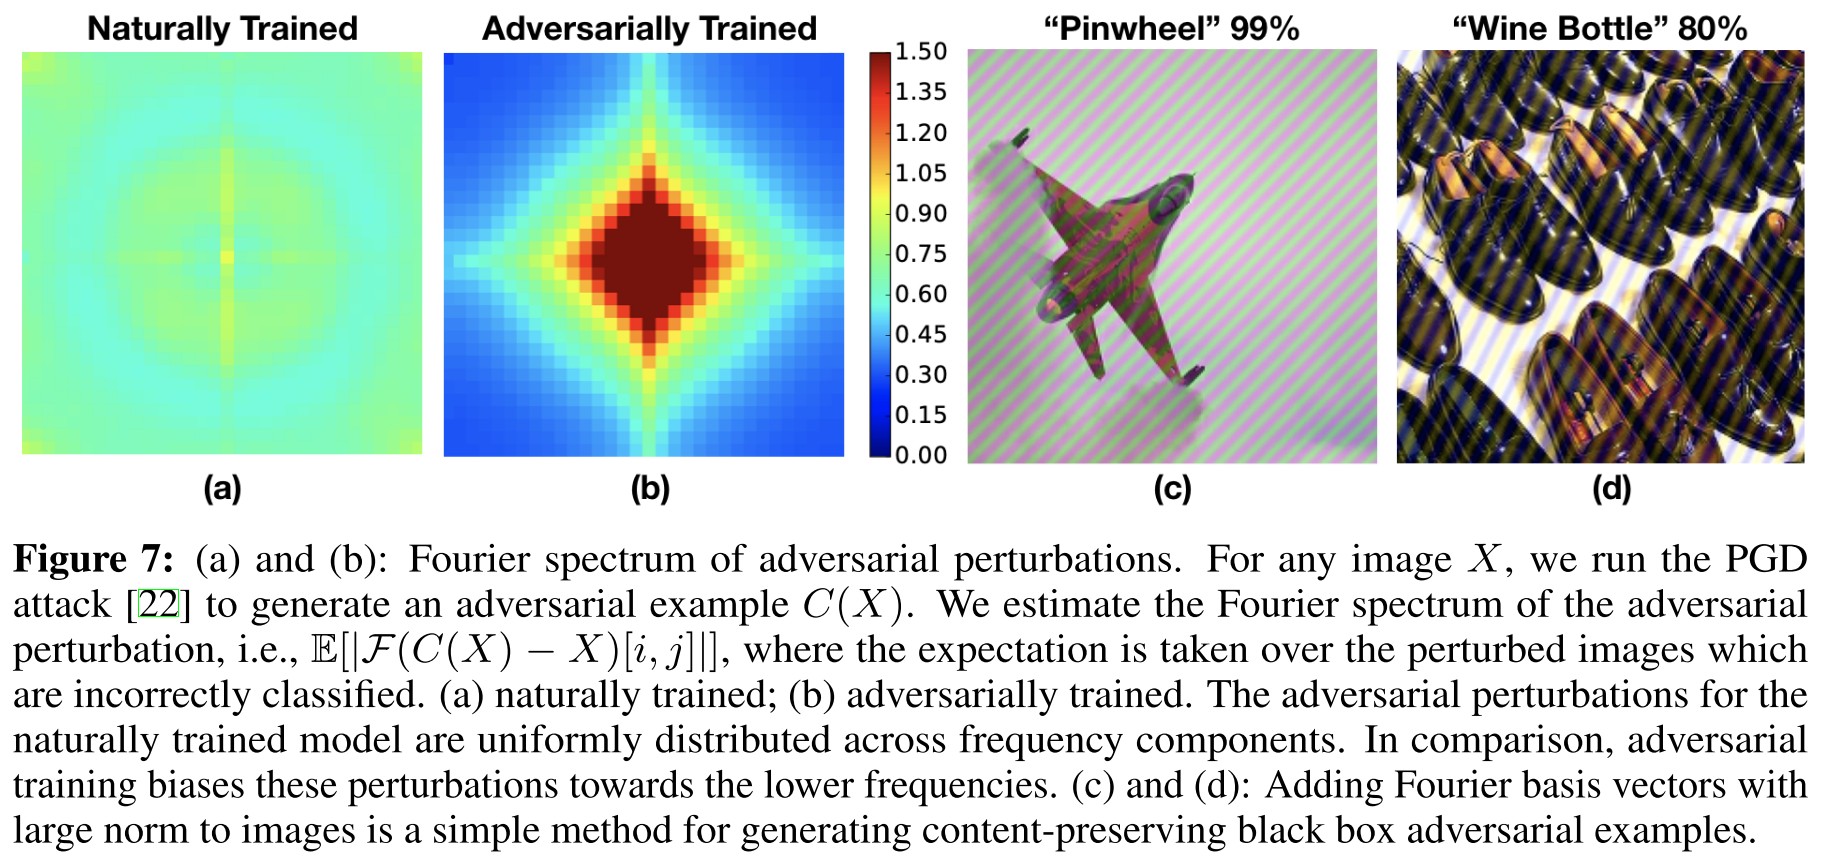 Naturally Trained
Adversarially Trained
“Pinwheel” 99%
“Wine Bottle” 80%
1.50
1.35
1.20
1.05
0.90
0.75
0.60
0.45
0.30
0.15
0.00
(a)
(b)
(c)
(d)
Figure 7: (a) and (b): Fourier spectrum of adversarial perturbations. For any image X, we run the PGD
attack [22] to generate an adversarial example C(X). We estimate the Fourier spectrum of the adversarial
perturbation, i.e., 𝔼[|ℱ(C(X) − X)[i, j]|], where the expectation is taken over the perturbed images which
are incorrectly classified. (a) naturally trained; (b) adversarially trained. The adversarial perturbations for the
naturally trained model are uniformly distributed across frequency components. In comparison, adversarial
training biases these perturbations towards the lower frequencies. (c) and (d): Adding Fourier basis vectors with
large norm to images is a simple method for generating content-preserving black box adversarial examples.